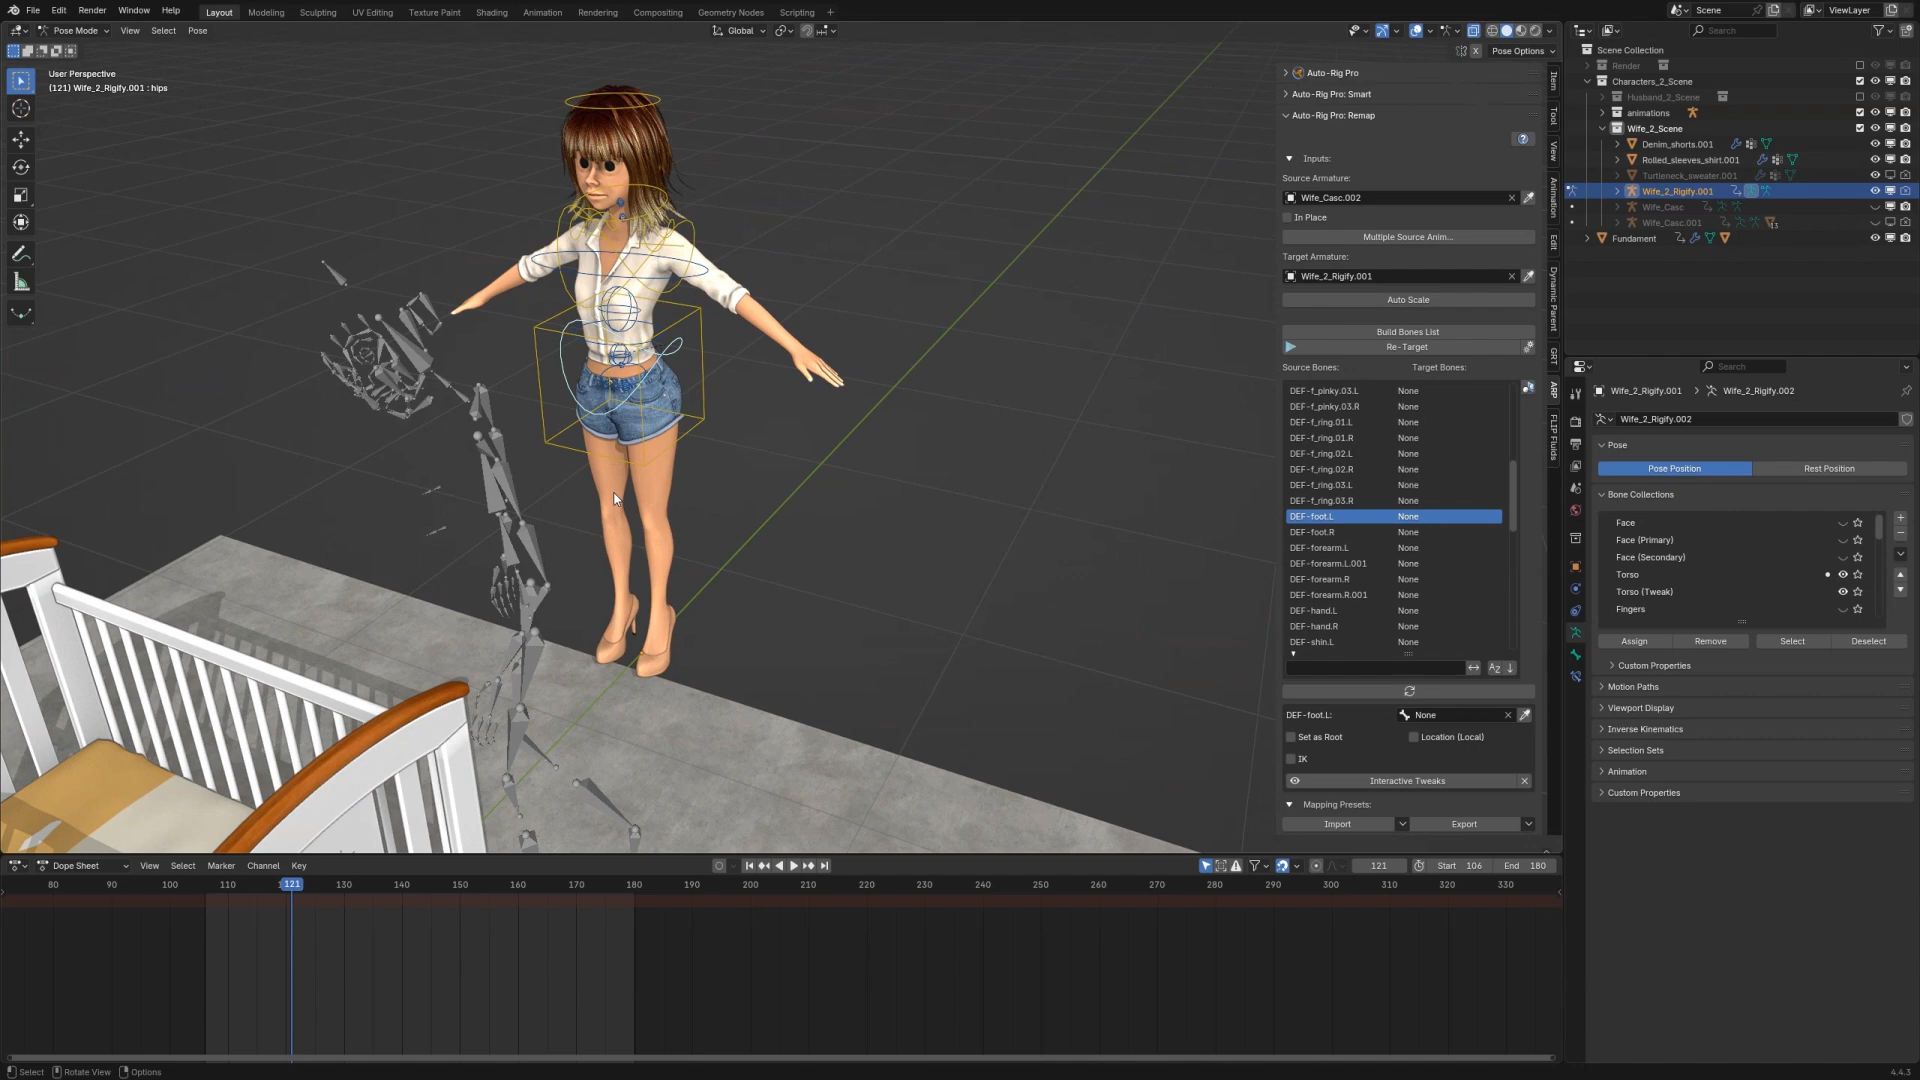 File Edit Render Window Help Layout Modeling Sculpting UV Editing Texture Paint Shading Animation Rendering Compositing Geometry Nodes Scripting + Scene ViewLayer
Pose Mode View Select Pose Global Search
X Pose Options
User Perspective
(121) Wife_2_Rigify.001 : hips
Auto-Rig Pro
Auto-Rig Pro: Smart
Auto-Rig Pro: Remap
Inputs:
Source Armature:
Wife_Casc.002
In Place
Multiple Source Anim...
Target Armature:
Wife_2_Rigify.001
Auto Scale
Build Bones List
Re-Target
Source Bones: Target Bones:
DEF-f_pinky.03.L None
DEF-f_pinky.03.R None
DEF-f_ring.01.L None
DEF-f_ring.01.R None
DEF-f_ring.02.L None
DEF-f_ring.02.R None
DEF-f_ring.03.L None
DEF-f_ring.03.R None
DEF-foot.L None
DEF-foot.R None
DEF-forearm.L None
DEF-forearm.L.001 None
DEF-forearm.R None
DEF-forearm.R.001 None
DEF-hand.L None
DEF-hand.R None
DEF-shin.L None
DEF-foot.L: None
Set as Root Location (Local)
IK
Interactive Tweaks
Mapping Presets:
Import Export
Item
Tool
View
Animation
Edit
Dynamic Parent
GRT
ARP
FLIP Fluids
Scene Collection
Render
Characters_2_Scene
Husband_2_Scene
animations
Wife_2_Scene
Denim_shorts.001
Rolled_sleeves_shirt.001
Turtleneck_sweater.001
Wife_2_Rigify.001
Wife_Casc
Wife_Casc.001
Fundament
Search
Wife_2_Rigify.001 Wife_2_Rigify.002
Wife_2_Rigify.002
Pose
Pose Position Rest Position
Bone Collections
Face
Face (Primary)
Face (Secondary)
Torso
Torso (Tweak)
Fingers
Assign Remove Select Deselect
Custom Properties
Motion Paths
Viewport Display
Inverse Kinematics
Selection Sets
Animation
Custom Properties
Dope Sheet View Select Marker Channel Key 121 Start 106 End 180
80 90 100 110 121 130 140 150 160 170 180 190 200 210 220 230 240 250 260 270 280 290 300 310 320 330
Select Rotate View Options 4.4.3